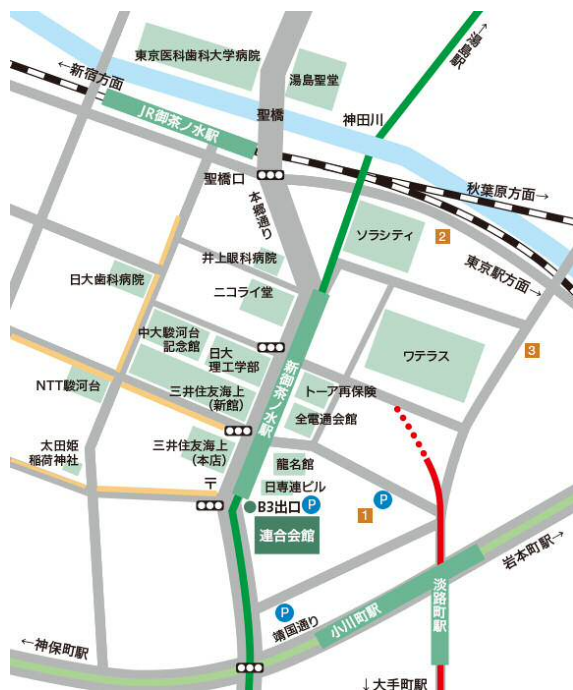 東京医科歯科大学病院
湯島聖堂
→湯島駅
←新宿方面
JR御茶ノ水駅
聖橋
神田川
聖橋口
本郷通り
秋葉原方面→
東京駅方面→
ソラシティ
2
井上眼科病院
日大歯科病院
ニコライ堂
中大駿河台
記念館
日大
理工学部
新御茶ノ水駅
ワテラス
3
NTT駿河台
三井住友海上
(新館)
トーア再保険
全電通会館
太田姫
稲荷神社
三井住友海上
(本店)
〒
龍名館
日専連ビル
B3出口
P
P
1
連合会館
岩本町駅→
淡路町駅
小川町駅
P
靖国通り
←神保町駅
↓大手町駅